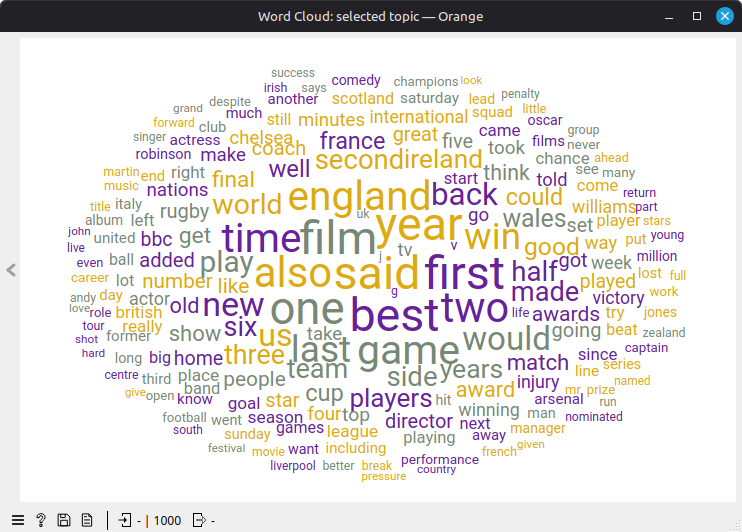 Word Cloud: selected topic — Orange
success
irish says comedy champions look
despite another scotland saturday lead penalty
grand much still minutes international squad little
forward club chelsea france great five came oscar
singer actress coach took films group never
robinson make well secondireland think chance ahead
martin end right final start told see many
music nations england back could come return
title italy rugby world uk go wales williams part
album left set player stars
john united bbc get time film year win good way put young
live tv v
even ball added play also said first half got week million
career lot number like j g made played lost full
andy day actor old new one best two victory work
love british life awards try jones
role really six us take would going beat zealand
tour former show last game
shot three team side years match since captain
hard long big home line series
centre third place people cup players award injury mr prize named
give open band star hit arsenal run
know goal four top winning man nominated
football went season director next
south sunday games league playing away manager
festival movie want including french given
liverpool better break performance
pressure country
- | 1000 -